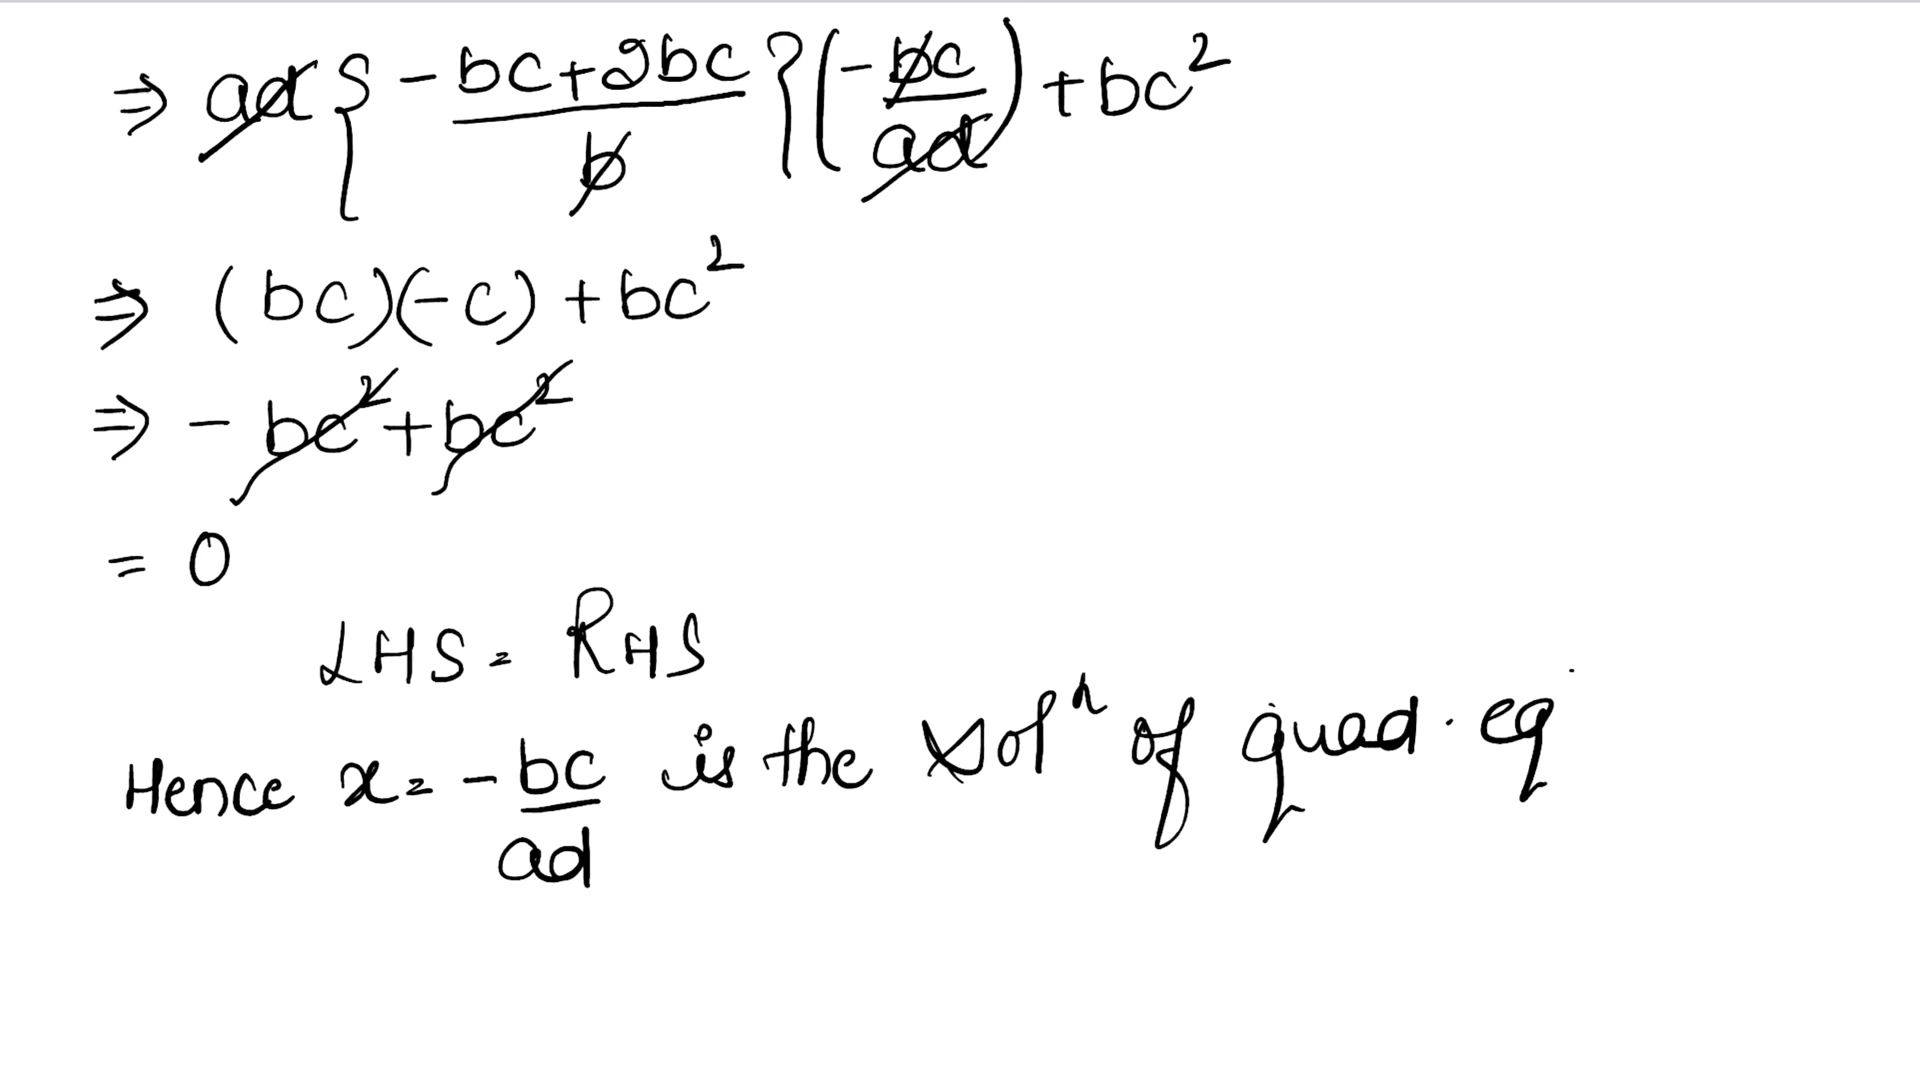 ⇒ ad { (-bc+2bc)/b } (-bc/ad) + bc²
⇒ (bc)(-c) + bc²
⇒ - bc² + bc²
= 0
LHS = RHS
Hence x = -bc/ad is the solⁿ of quad. eq